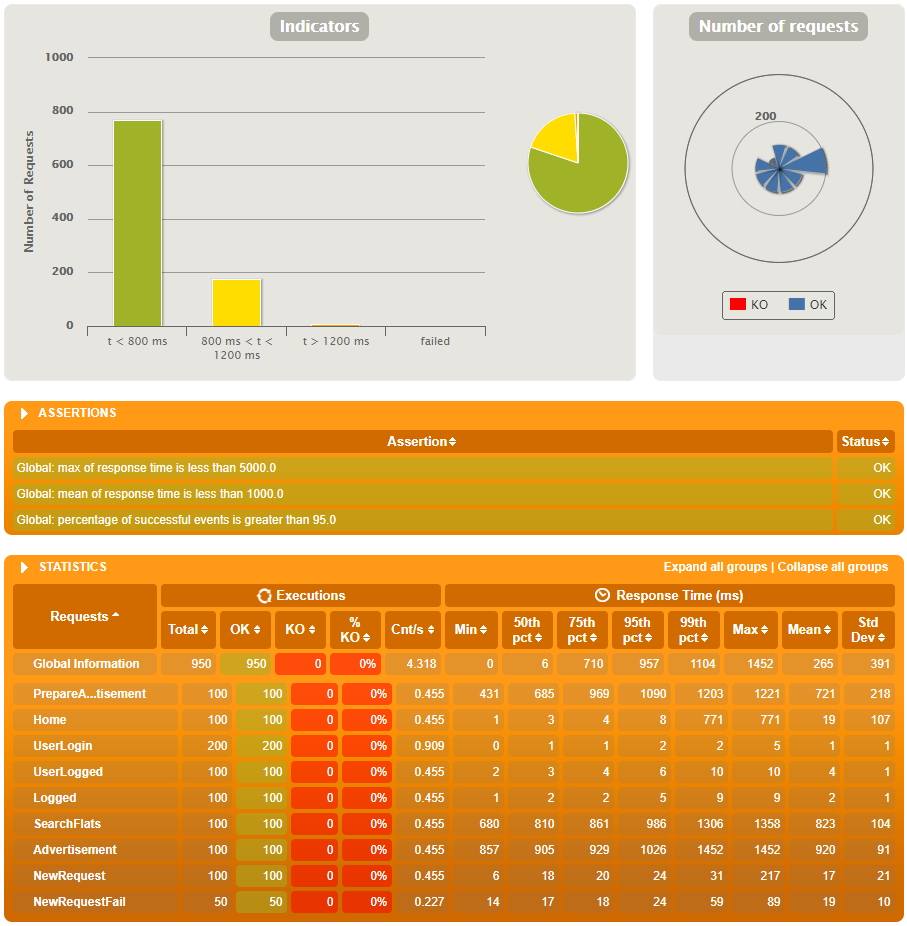 Indicators
1000
800
600
400
200
0
Number of Requests
t < 800 ms
800 ms < t <
1200 ms
t > 1200 ms
failed
Number of requests
200
0
KO
OK
ASSERTIONS
Assertion Status
Global: max of response time is less than 5000.0 OK
Global: mean of response time is less than 1000.0 OK
Global: percentage of successful events is greater than 95.0 OK
STATISTICS Expand all groups | Collapse all groups
Requests Executions Response Time (ms)
Total OK KO % KO Cnt/s Min 50th pct 75th pct 95th pct 99th pct Max Mean Std Dev
Global Information 950 950 0 0% 4.318 0 6 710 957 1104 1452 265 391
PrepareA...tisement 100 100 0 0% 0.455 431 685 969 1090 1203 1221 721 218
Home 100 100 0 0% 0.455 1 3 4 8 771 771 19 107
UserLogin 200 200 0 0% 0.909 0 1 1 2 2 5 1 1
UserLogged 100 100 0 0% 0.455 2 3 4 6 10 10 4 1
Logged 100 100 0 0% 0.455 1 2 2 5 9 9 2 1
SearchFlats 100 100 0 0% 0.455 680 810 861 986 1306 1358 823 104
Advertisement 100 100 0 0% 0.455 857 905 929 1026 1452 1452 920 91
NewRequest 100 100 0 0% 0.455 6 18 20 24 31 217 17 21
NewRequestFail 50 50 0 0% 0.227 14 17 18 24 59 89 19 10